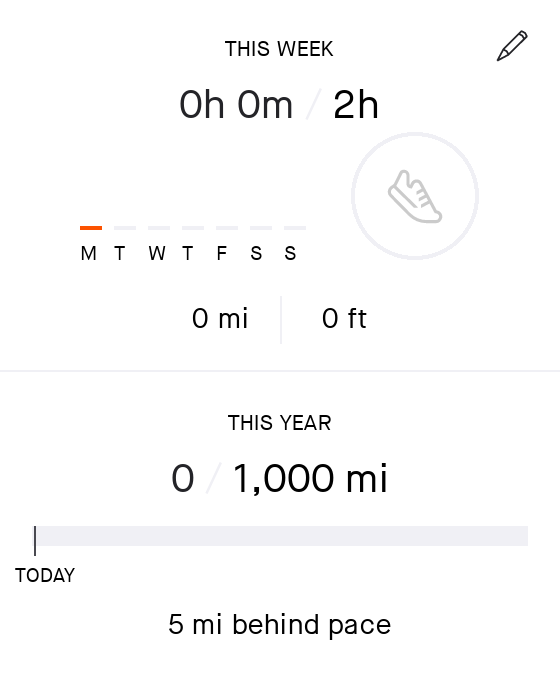 THIS WEEK
0h 0m / 2h
M T W T F S S
0 mi 0 ft
THIS YEAR
0 / 1,000 mi
TODAY
5 mi behind pace